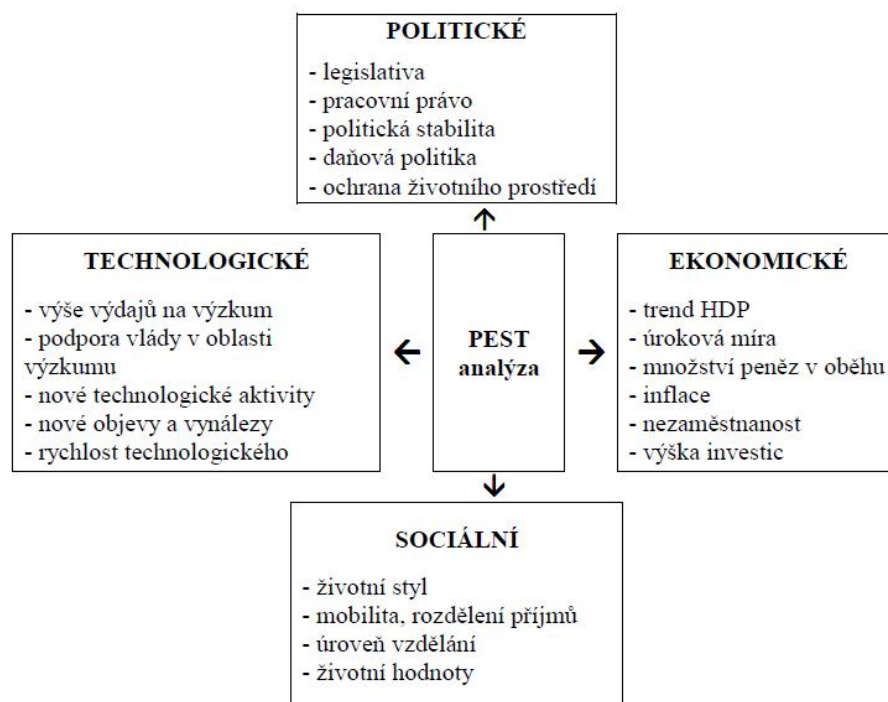 POLITICKÉ
- legislativa
- pracovní právo
- politická stabilita
- daňová politika
- ochrana životního prostředí
TECHNOLOGICKÉ
- výše výdajů na výzkum
- podpora vlády v oblasti
výzkumu
- nové technologické aktivity
- nové objevy a vynálezy
- rychlost technologického
PEST
analýza
EKONOMICKÉ
- trend HDP
- úroková míra
- množství peněz v oběhu
- inflace
- nezaměstnanost
- výška investic
SOCIÁLNÍ
- životní styl
- mobilita, rozdělení příjmů
- úroveň vzdělání
- životní hodnoty